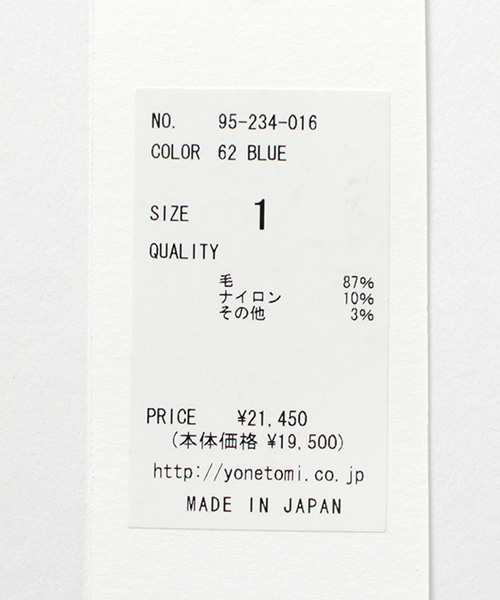 NO. 95-234-016
COLOR 62 BLUE
SIZE 1
QUALITY
毛 87%
ナイロン 10%
その他 3%
PRICE ¥21,450
(本体価格 ¥19,500)
http://yonetomi.co.jp
MADE IN JAPAN